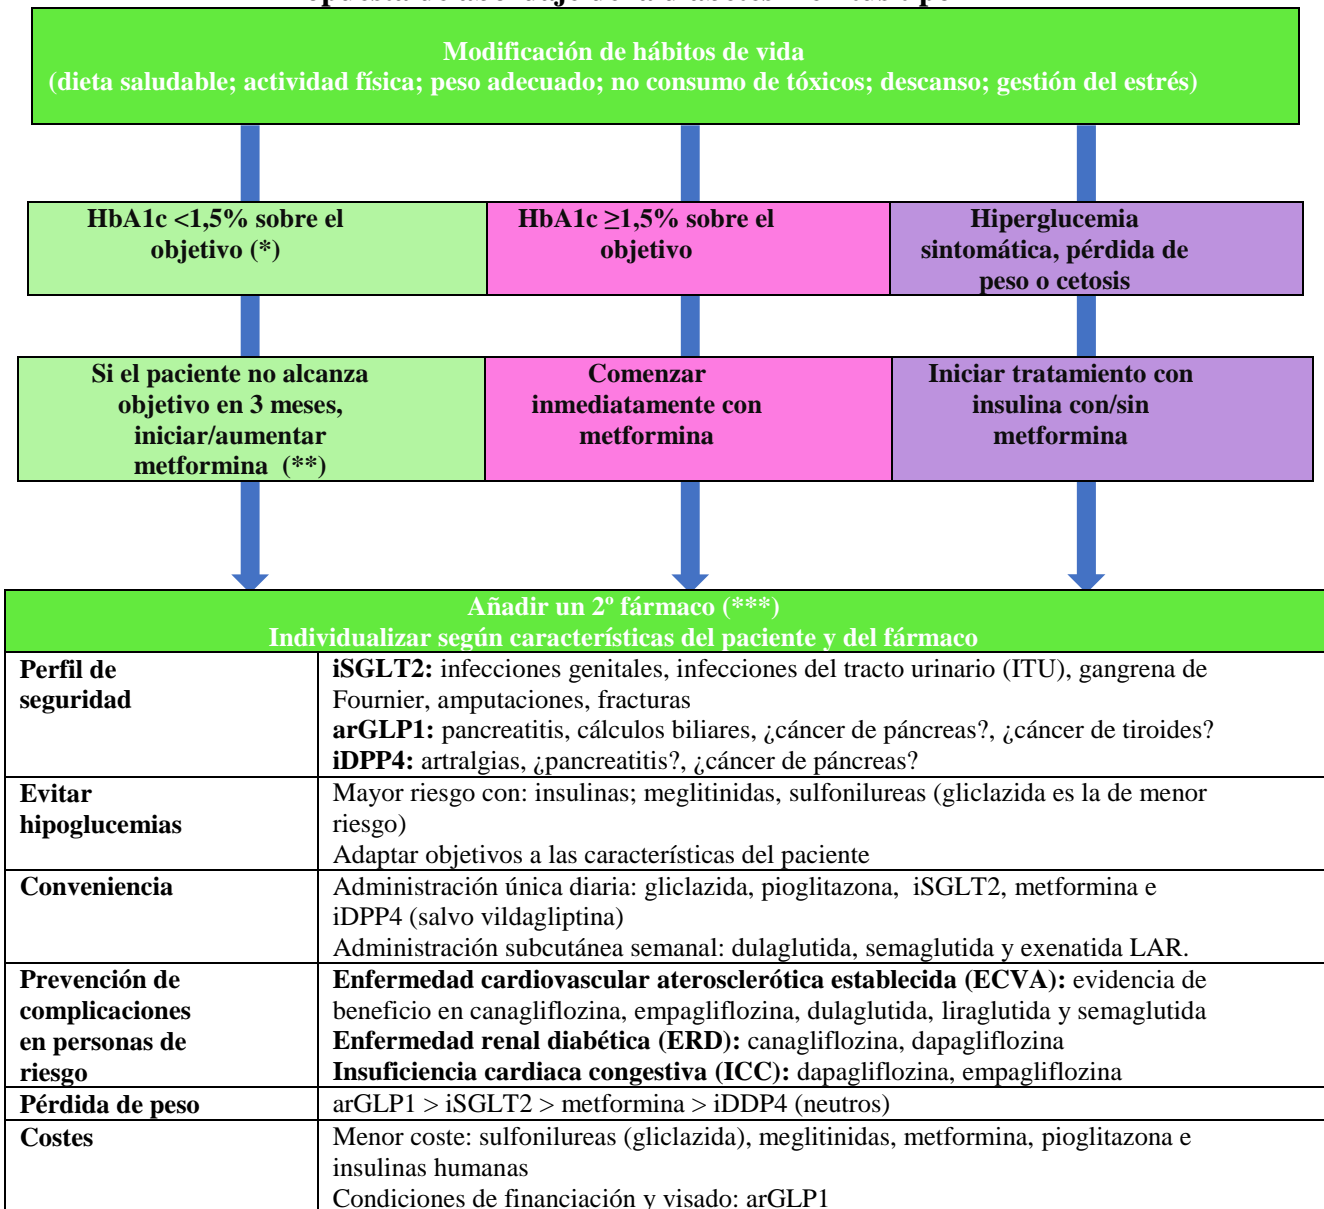 Modificación de hábitos de vida
(dieta saludable; actividad física; peso adecuado; no consumo de tóxicos; descanso; gestión del estrés)
HbA1c <1,5% sobre el
objetivo (*)
HbA1c ≥1,5% sobre el
objetivo
Hiperglucemia
sintomática, pérdida de
peso o cetosis
Si el paciente no alcanza
objetivo en 3 meses,
iniciar/aumentar
metformina (**)
Comenzar
inmediatamente con
metformina
Iniciar tratamiento con
insulina con/sin
metformina
Añadir un 2º fármaco (***)
Individualizar según características del paciente y del fármaco
Perfil de
seguridad
iSGLT2: infecciones genitales, infecciones del tracto urinario (ITU), gangrena de
Fournier, amputaciones, fracturas
arGLP1: pancreatitis, cálculos biliares, ¿cáncer de páncreas?, ¿cáncer de tiroides?
iDPP4: artralgias, ¿pancreatitis?, ¿cáncer de páncreas?
Evitar
hipoglucemias
Mayor riesgo con: insulinas; meglitinidas, sulfonilureas (gliclazida es la de menor
riesgo)
Adaptar objetivos a las características del paciente
Conveniencia
Administración única diaria: gliclazida, pioglitazona, iSGLT2, metformina e
iDPP4 (salvo vildagliptina)
Administración subcutánea semanal: dulaglutida, semaglutida y exenatida LAR.
Prevención de
complicaciones
en personas de
riesgo
Enfermedad cardiovascular aterosclerótica establecida (ECVA): evidencia de
beneficio en canagliflozina, empagliflozina, dulaglutida, liraglutida y semaglutida
Enfermedad renal diabética (ERD): canagliflozina, dapagliflozina
Insuficiencia cardiaca congestiva (ICC): dapagliflozina, empagliflozina
Pérdida de peso
arGLP1 > iSGLT2 > metformina > iDDP4 (neutros)
Costes
Menor coste: sulfonilureas (gliclazida), meglitinidas, metformina, pioglitazona e
insulinas humanas
Condiciones de financiación y visado: arGLP1